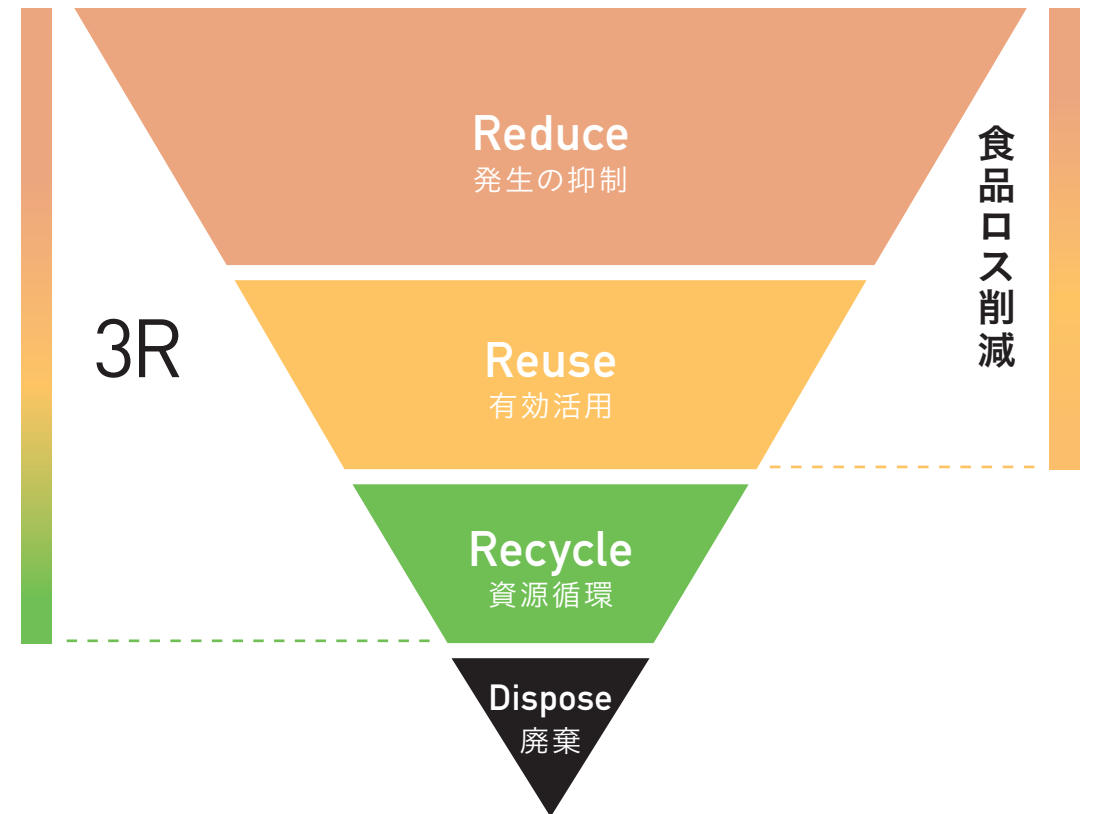 Reduce
発生の抑制
食品ロス削減
3R
Reuse
有効活用
Recycle
資源循環
Dispose
廃棄